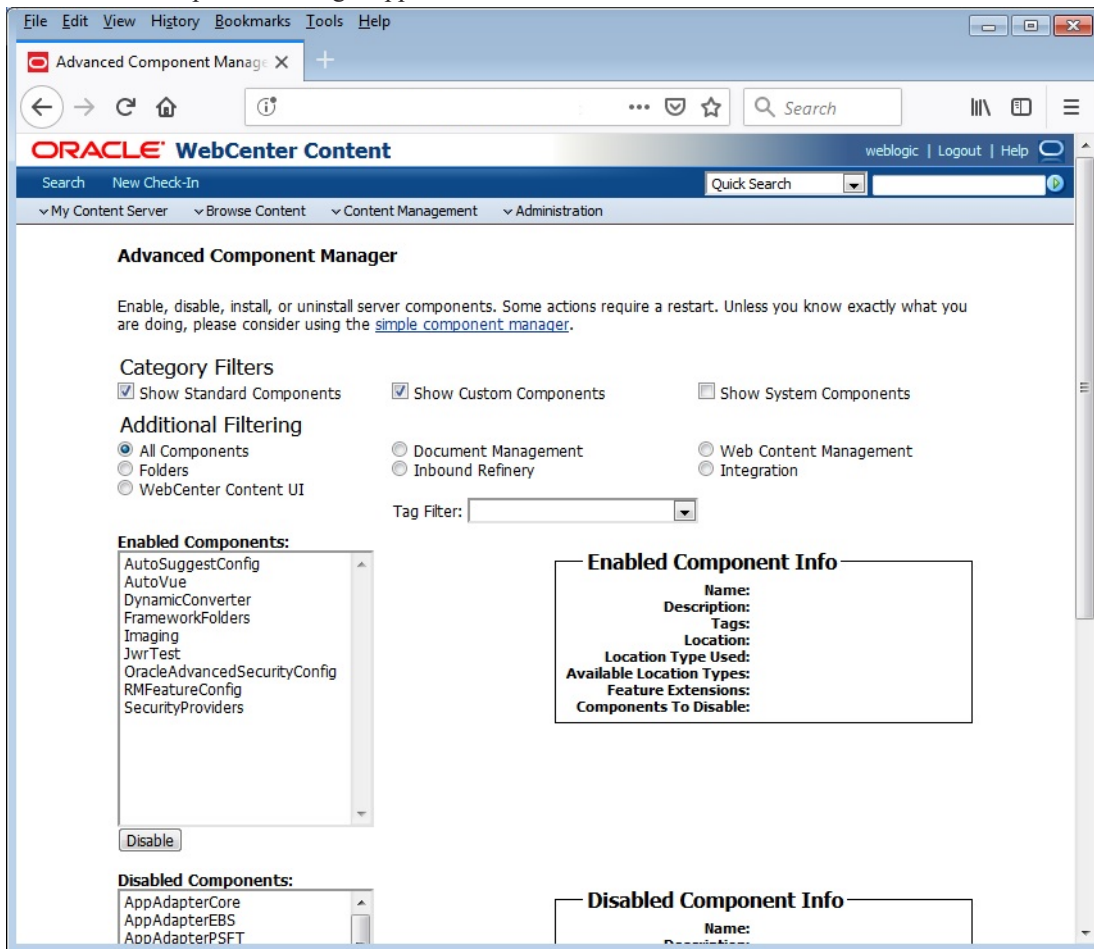 File Edit View History Bookmarks Tools Help
Advanced Component Manage
Search
ORACLE WebCenter Content
weblogic | Logout | Help
Search New Check-In Quick Search
My Content Server Browse Content Content Management Administration
Advanced Component Manager
Enable, disable, install, or uninstall server components. Some actions require a restart. Unless you know exactly what you
are doing, please consider using the simple component manager.
Category Filters
Show Standard Components Show Custom Components Show System Components
Additional Filtering
All Components Document Management Web Content Management
Folders Inbound Refinery Integration
WebCenter Content UI
Tag Filter:
Enabled Components:
AutoSuggestConfig
AutoVue
DynamicConverter
FrameworkFolders
Imaging
JwrTest
OracleAdvancedSecurityConfig
RMFeatureConfig
SecurityProviders
Disable
Enabled Component Info
Name:
Description:
Tags:
Location:
Location Type Used:
Available Location Types:
Feature Extensions:
Components To Disable:
Disabled Components:
AppAdapterCore
AppAdapterEBS
AppAdapterPSFT
Disabled Component Info
Name:
Description: